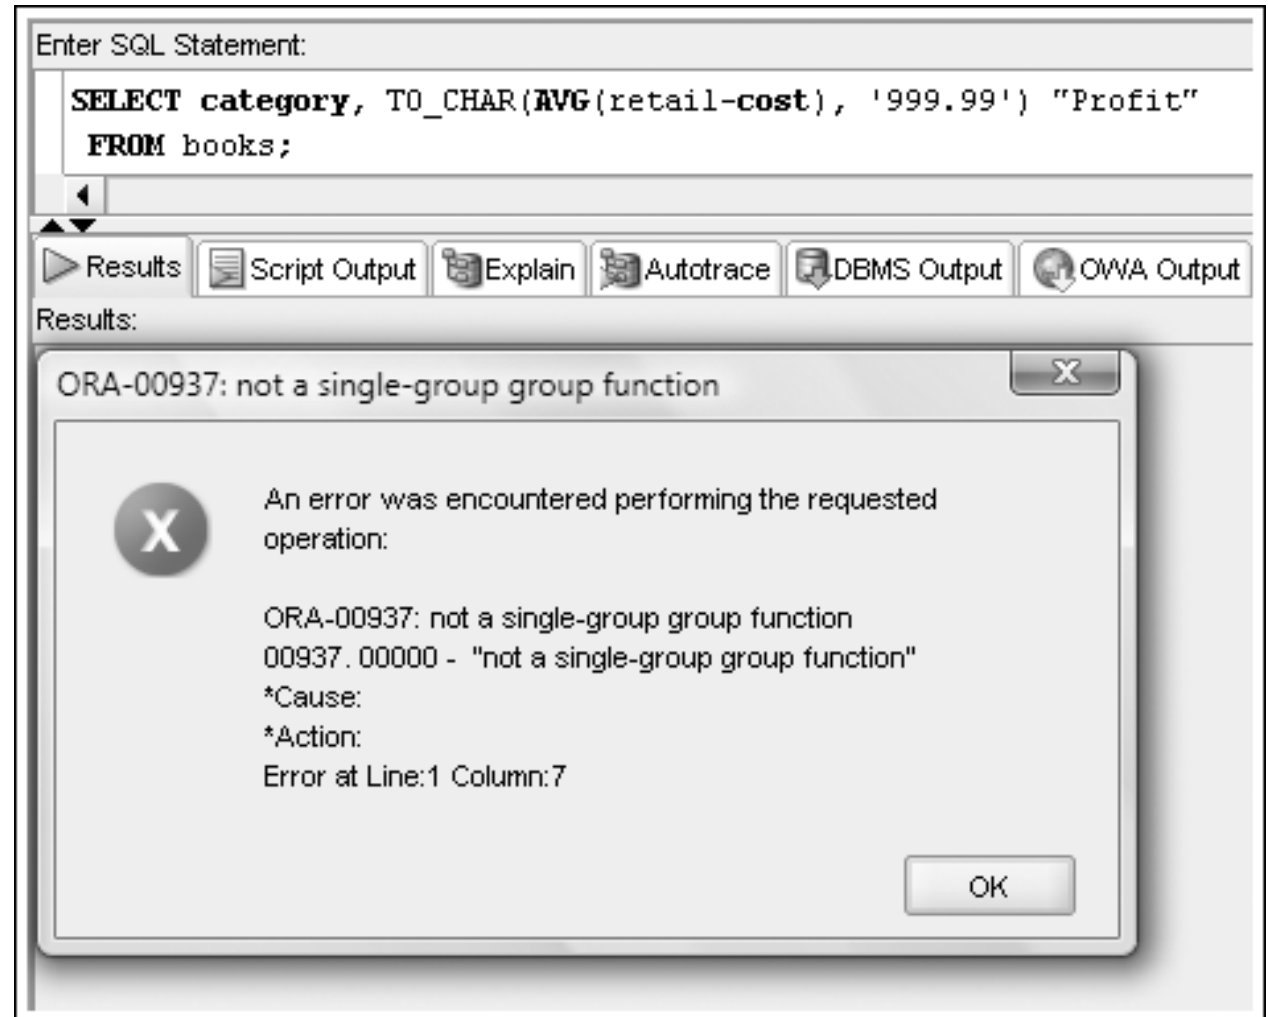 Enter SQL Statement:
SELECT category, TO_CHAR(AVG(retail-cost), '999.99') "Profit"
FROM books;
Results Script Output Explain Autotrace DBMS Output OWA Output
Results:
ORA-00937: not a single-group group function
X
An error was encountered performing the requested
operation:
ORA-00937: not a single-group group function
00937. 00000 - "not a single-group group function"
*Cause:
*Action:
Error at Line:1 Column:7
OK